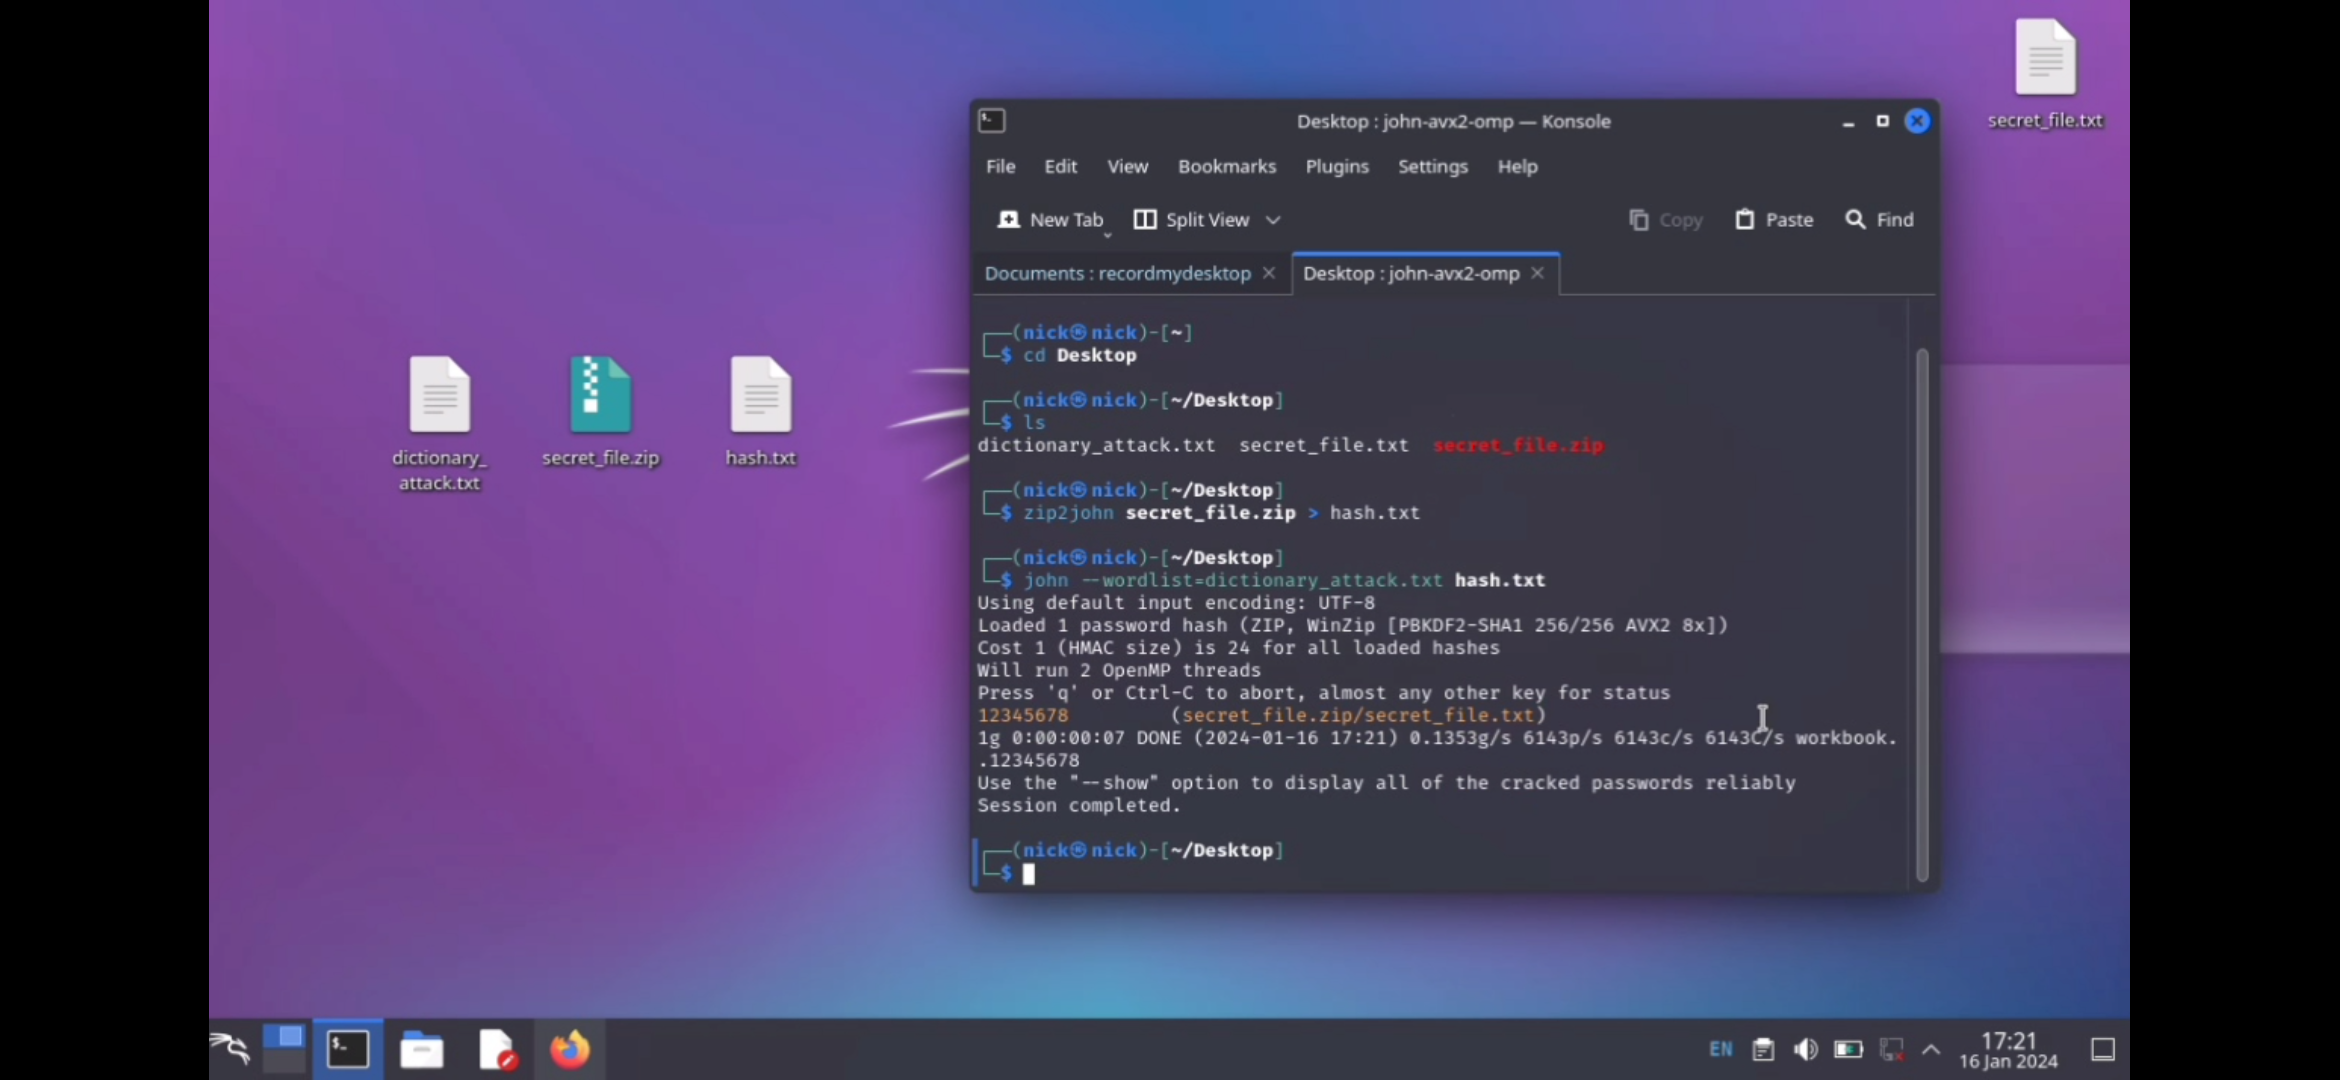 secret_file.txt
Desktop : john-avx2-omp — Konsole
File Edit View Bookmarks Plugins Settings Help
New Tab Split View Copy Paste Find
Documents : recordmydesktop Desktop : john-avx2-omp
(nick㉿nick)-[~]
$ cd Desktop
(nick㉿nick)-[~/Desktop]
$ ls
dictionary_attack.txt secret_file.txt secret_file.zip
(nick㉿nick)-[~/Desktop]
$ zip2john secret_file.zip > hash.txt
(nick㉿nick)-[~/Desktop]
$ john --wordlist=dictionary_attack.txt hash.txt
Using default input encoding: UTF-8
Loaded 1 password hash (ZIP, WinZip [PBKDF2-SHA1 256/256 AVX2 8x])
Cost 1 (HMAC size) is 24 for all loaded hashes
Will run 2 OpenMP threads
Press 'q' or Ctrl-C to abort, almost any other key for status
12345678 (secret_file.zip/secret_file.txt)
1g 0:00:00:07 DONE (2024-01-16 17:21) 0.1353g/s 6143p/s 6143c/s 6143C/s workbook.
.12345678
Use the "--show" option to display all of the cracked passwords reliably
Session completed.
(nick㉿nick)-[~/Desktop]
$
dictionary_
attack.txt
secret_file.zip
hash.txt
$_
EN
17:21
16 Jan 2024